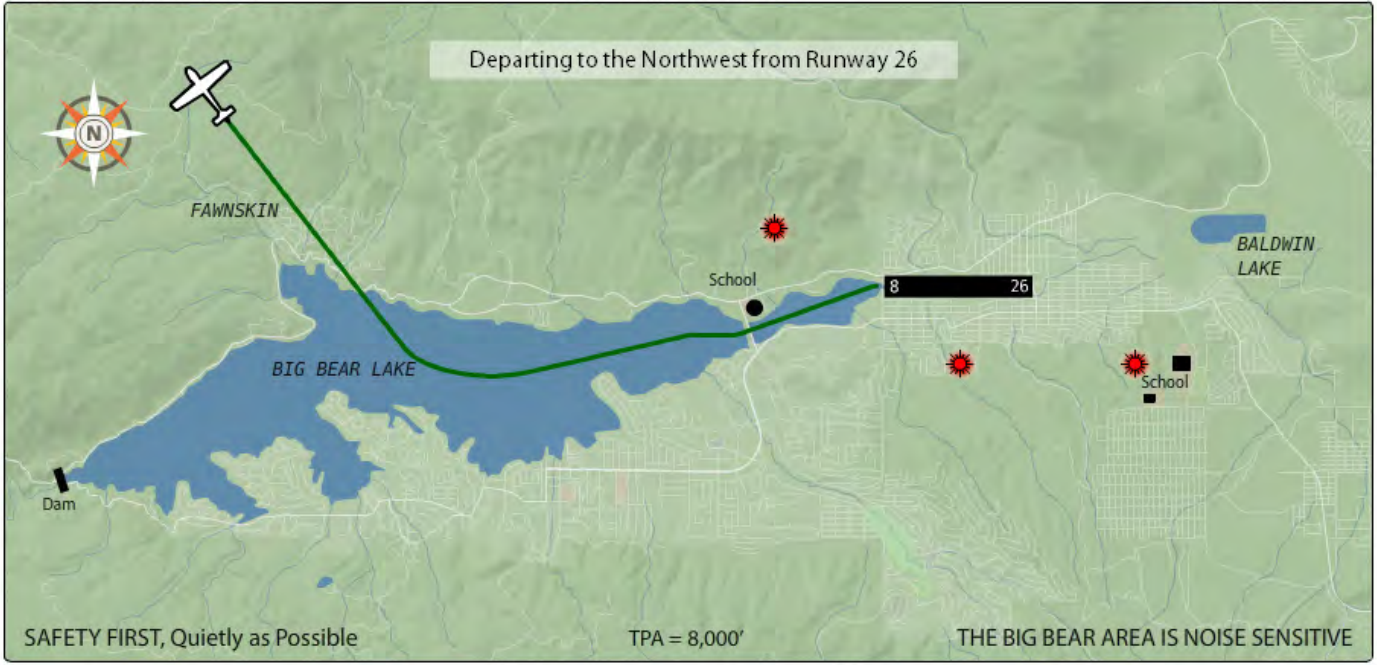 Departing to the Northwest from Runway 26
N
FAWNSKIN
School
8 26
BALDWIN
LAKE
BIG BEAR LAKE
School
Dam
SAFETY FIRST, Quietly as Possible
TPA = 8,000’
THE BIG BEAR AREA IS NOISE SENSITIVE